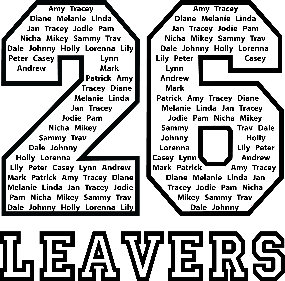 Amy Tracey
Diane Melanie Linda
Jan Tracey Jodie Pam
Nicha Mikey Sammy Trav
Dale Johnny Holly Lorenna Lily
Peter Casey Lynn
Andrew Mark
Patrick Amy
Tracey Diane
Melanie Linda
Jan Tracey
Jodie Pam
Nicha Mikey
Sammy Trav
Dale Johnny
Holly Lorenna
Lily Peter Casey Lynn Andrew
Mark Patrick Amy Tracey Diane
Melanie Linda Jan Tracey Jodie
Pam Nicha Mikey Sammy Trav
Dale Johnny Holly Lorenna Lily
Amy Tracey
Diane Melanie Linda
Jan Tracey Jodie Pam
Nicha Mikey Sammy Trav
Dale Johnny Holly Lorenna
Lily Peter Casey
Lynn
Andrew
Mark
Patrick Amy Tracey Diane
Melanie Linda Jan Tracey
Jodie Pam Nicha Mikey
Sammy Trav Dale
Johnny Holly
Lorenna Lily Peter
Casey Lynn Andrew
Mark Patrick Amy Tracey
Diane Melanie Linda Jan
Tracey Jodie Pam Nicha
Mikey Sammy Trav
Dale Johnny
LEAVERS